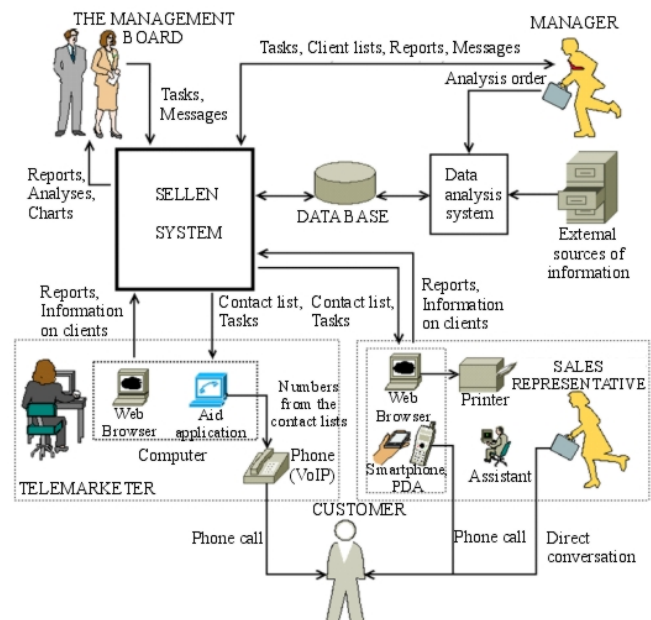 THE MANAGEMENT
BOARD
MANAGER
Tasks, Client lists, Reports, Messages
Analysis order
Tasks,
Messages
Reports,
Analyses,
Charts
SELLEN
SYSTEM
DATABASE
Data
analysis
system
External
sources of
information
Reports,
Information
on clients
Contact list,
Tasks
Contact list,
Tasks
Reports,
Information
on clients
Web
Browser
Aid
application
Computer
Numbers
from the
contact lists
Phone
(VoIP)
TELEMARKETER
Web
Browser
Printer
SALES
REPRESENTATIVE
Smartphone,
PDA
Assistant
CUSTOMER
Phone call
Phone call
Direct
conversation